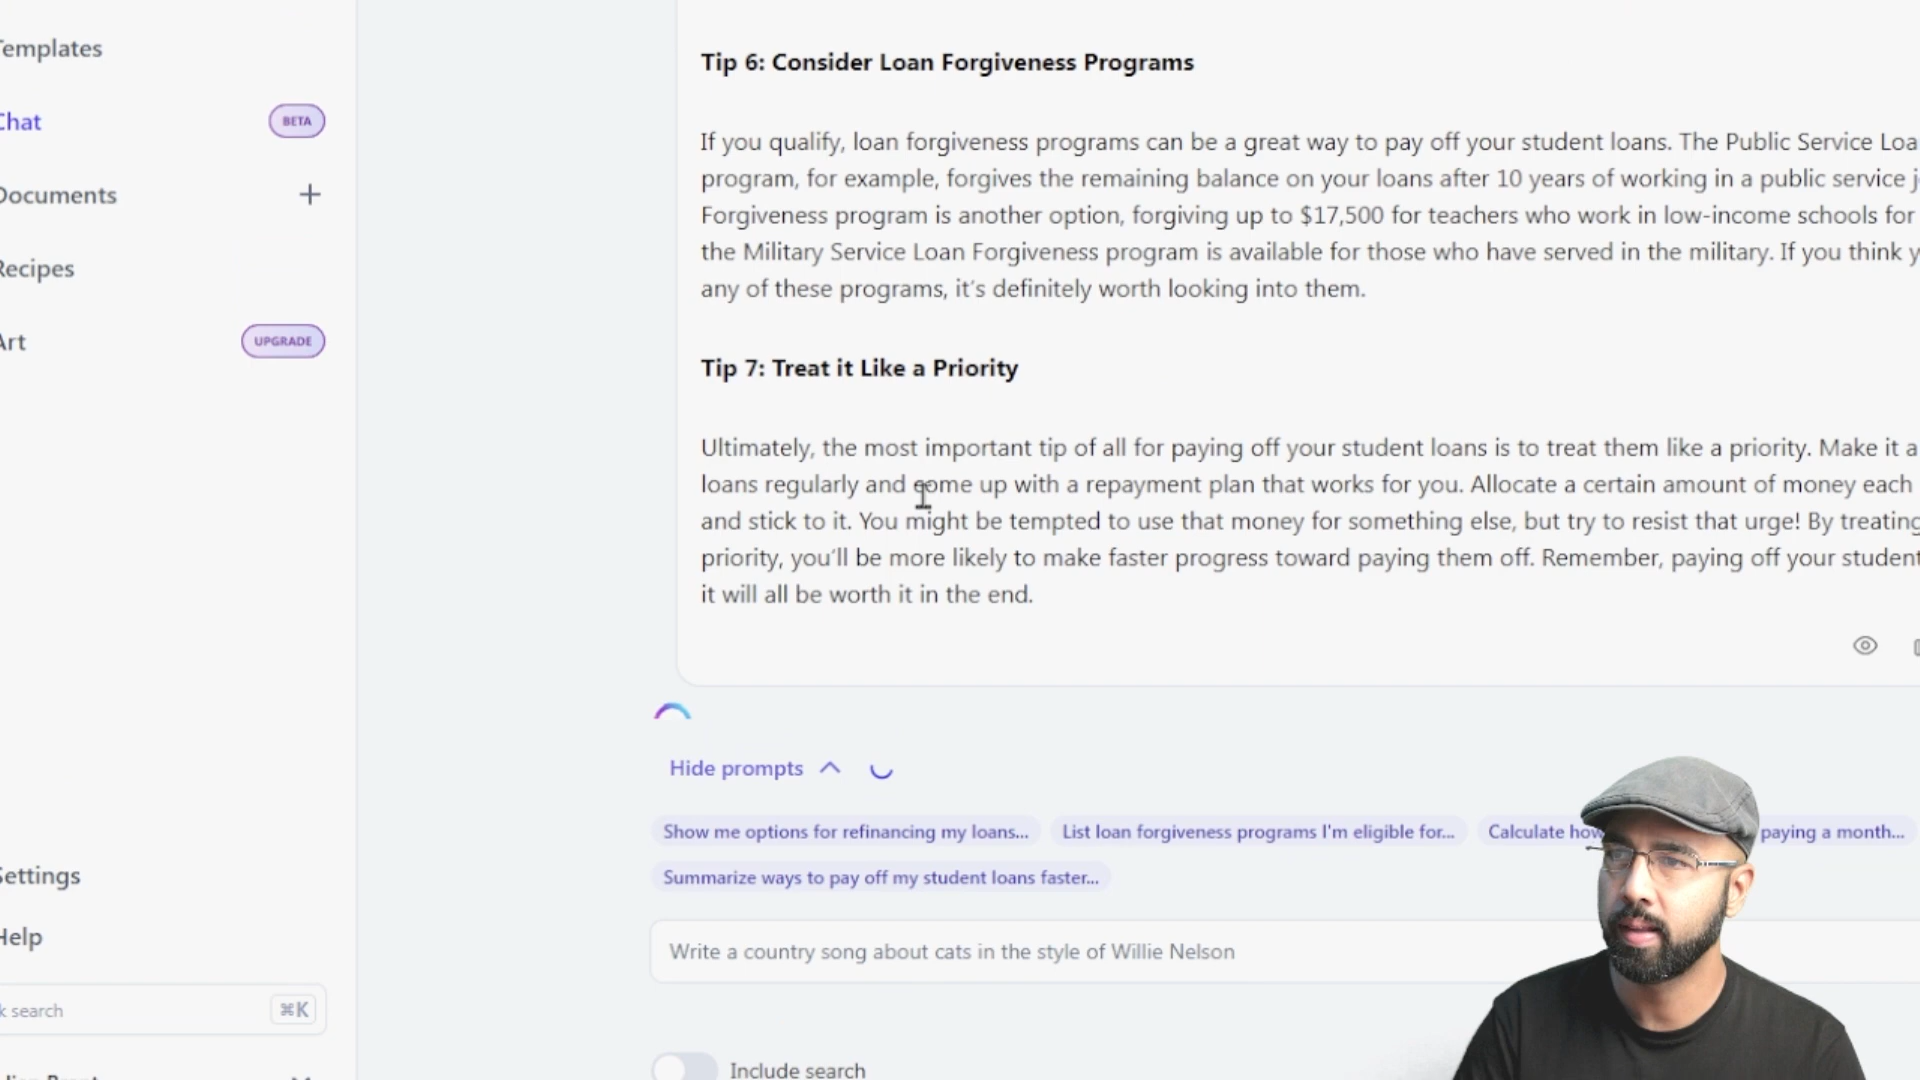 Templates
Chat
BETA
Documents
Recipes
Art
UPGRADE
Tip 6: Consider Loan Forgiveness Programs
If you qualify, loan forgiveness programs can be a great way to pay off your student loans. The Public Service Loa
program, for example, forgives the remaining balance on your loans after 10 years of working in a public service j
Forgiveness program is another option, forgiving up to $17,500 for teachers who work in low-income schools for
the Military Service Loan Forgiveness program is available for those who have served in the military. If you think y
any of these programs, it's definitely worth looking into them.
Tip 7: Treat it Like a Priority
Ultimately, the most important tip of all for paying off your student loans is to treat them like a priority. Make it a
loans regularly and come up with a repayment plan that works for you. Allocate a certain amount of money each
and stick to it. You might be tempted to use that money for something else, but try to resist that urge! By treating
priority, you'll be more likely to make faster progress toward paying them off. Remember, paying off your student
it will all be worth it in the end.
Hide prompts
Show me options for refinancing my loans... List loan forgiveness programs I'm eligible for... Calculate how paying a month...
Summarize ways to pay off my student loans faster...
Write a country song about cats in the style of Willie Nelson
Include search
Settings
Help
k search
⌘K